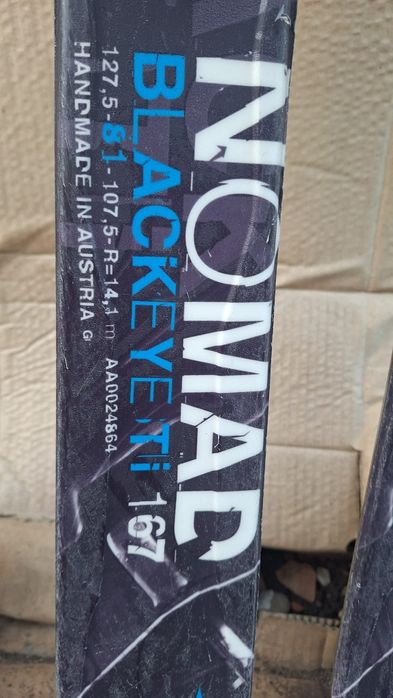 NOMAD
BLACKEYE Ti 167
127,5-81-107,5-R=14,1 m AA0024864
HANDMADE IN AUSTRIA G